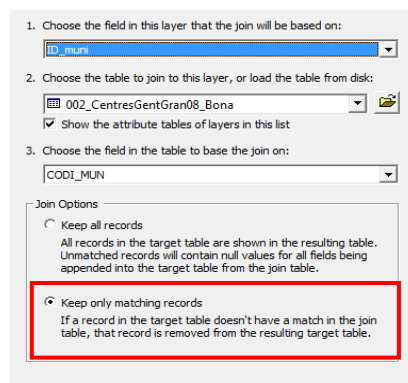 1. Choose the field in this layer that the join will be based on:
ID_muni
2. Choose the table to join to this layer, or load the table from disk:
002_CentresGentGran08_Bona
Show the attribute tables of layers in this list
3. Choose the field in the table to base the join on:
CODI_MUN
Join Options
Keep all records
All records in the target table are shown in the resulting table.
Unmatched records will contain null values for all fields being
appended into the target table from the join table.
Keep only matching records
If a record in the target table doesn't have a match in the join
table, that record is removed from the resulting target table.